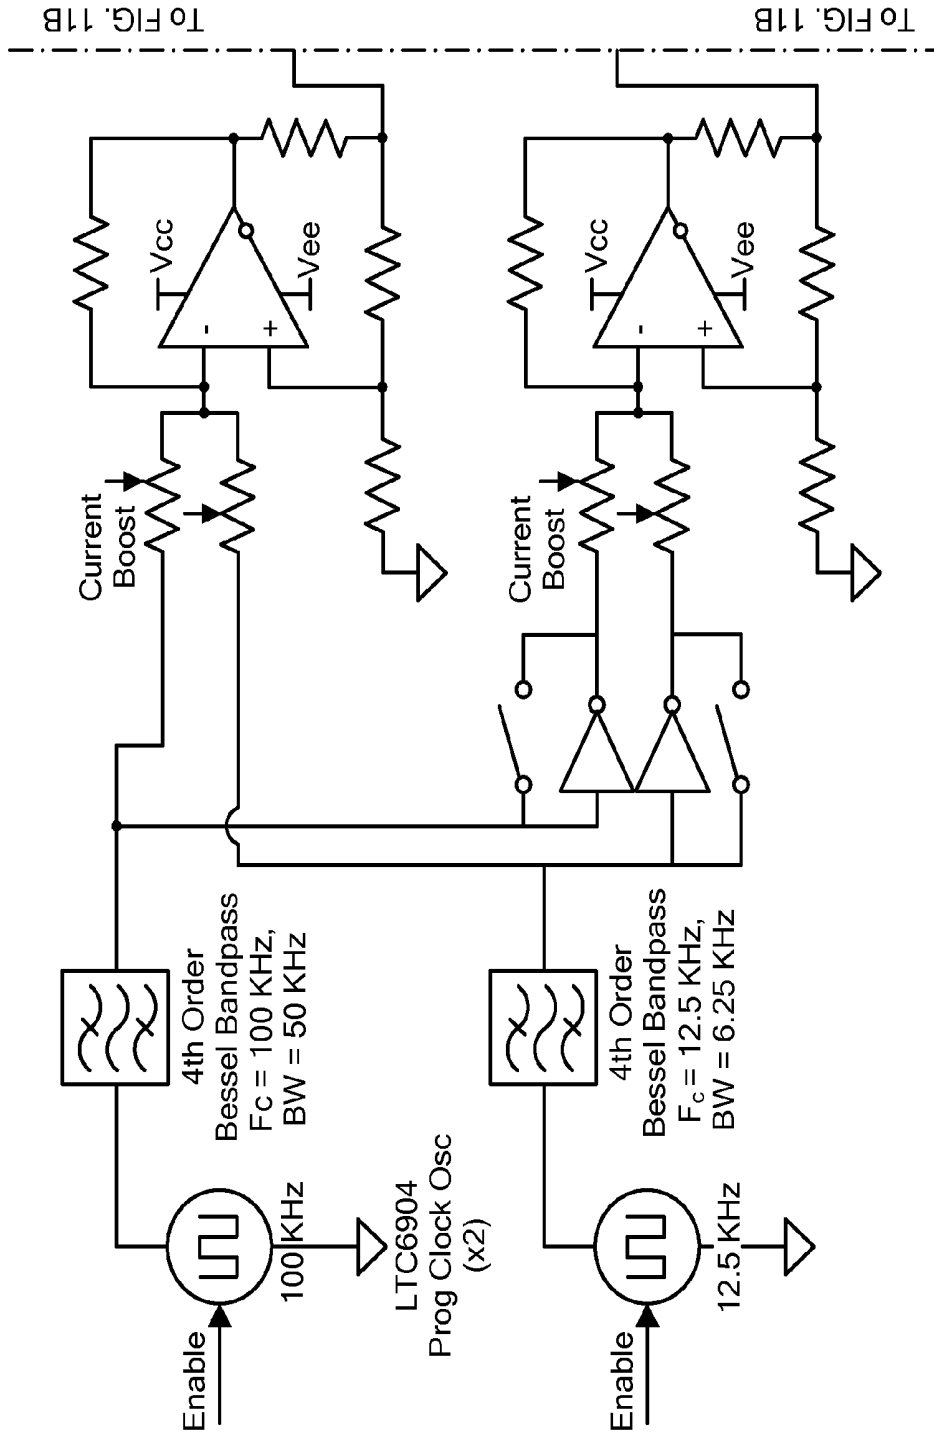 Enable
100 KHz
LTC6904
Prog Clock Osc
(x2)
4th Order
Bessel Bandpass
Fc = 100 KHz,
BW = 50 KHz
Current
Boost
Vcc
-
+
Vee
To FIG. 11B
Enable
12.5 KHz
4th Order
Bessel Bandpass
Fc = 12.5 KHz,
BW = 6.25 KHz
Current
Boost
Vcc
-
+
Vee
To FIG. 11B